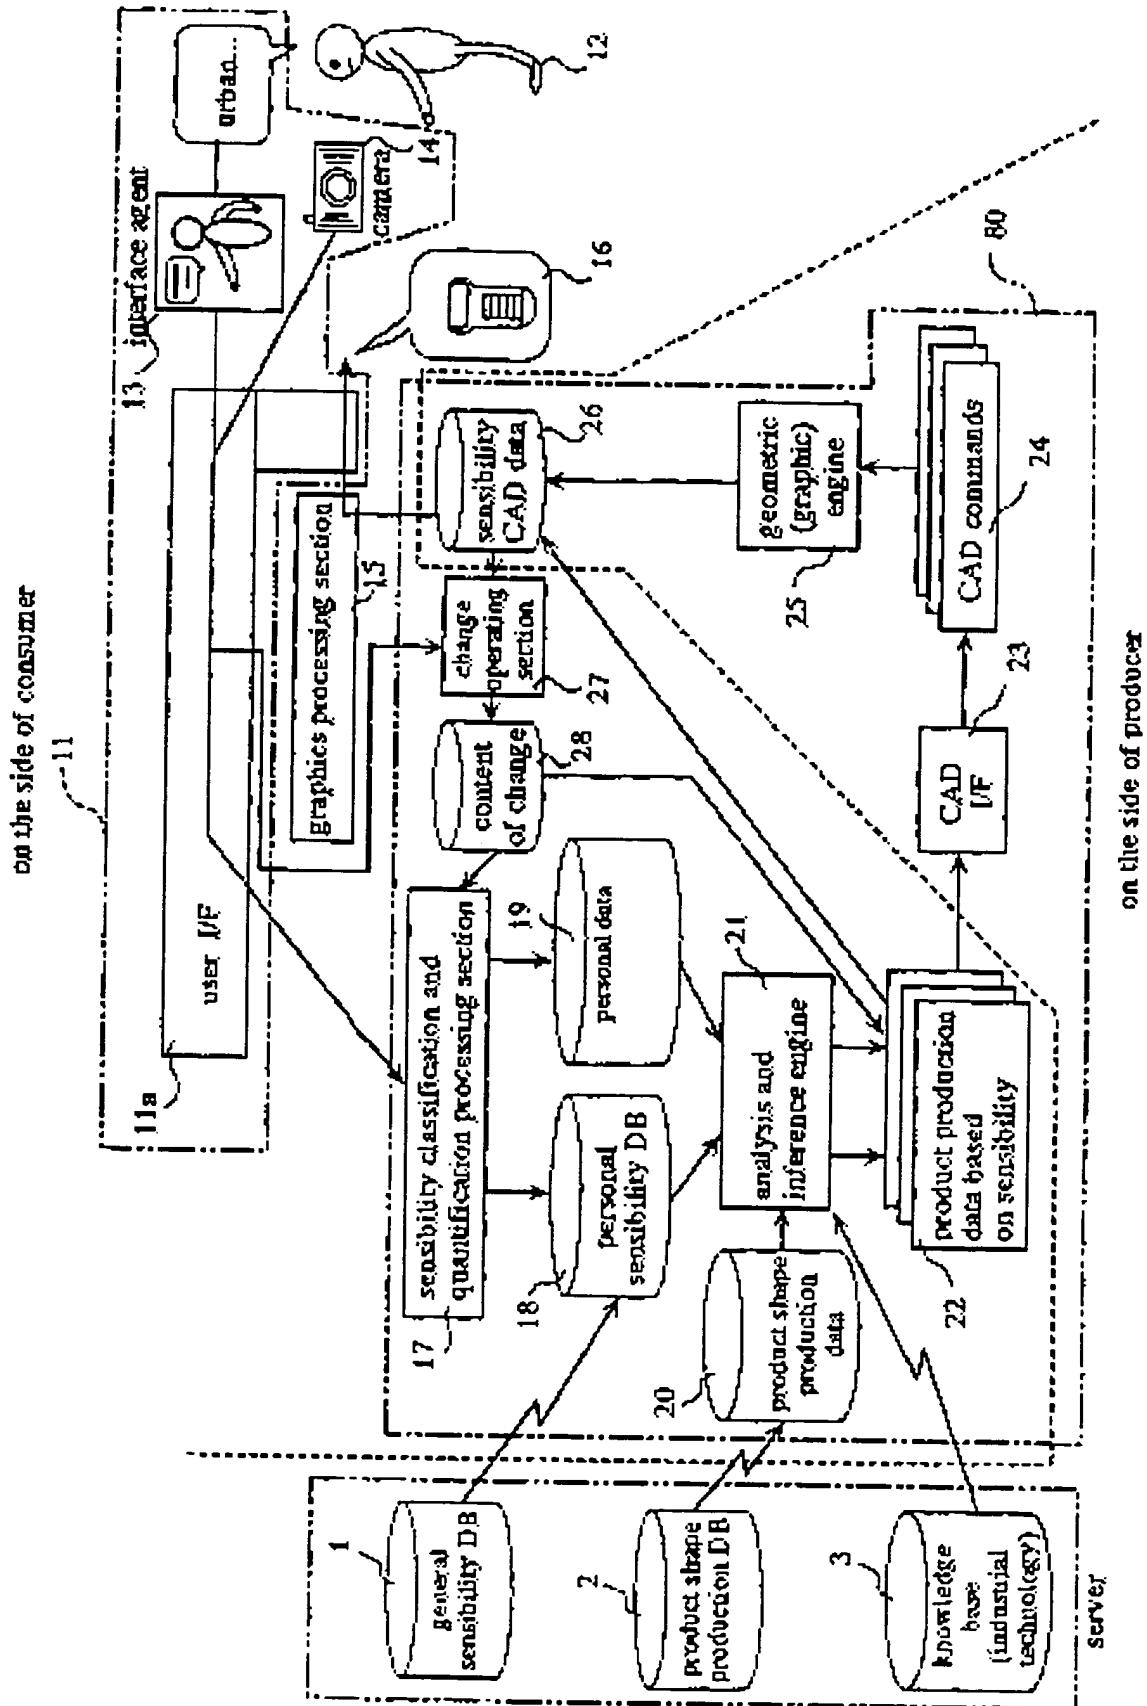 on the side of consumer
11
11a
user I/F
13
interface agent
urban...
12
14
camera
16
graphics processing section
15
17
sensibility classification and
quantification processing section
content
of change
28
change
operating
section
27
sensibility
CAD data
26
18
personal
sensibility DB
19
personal data
20
product shape
production
data
21
analysis and
inference engine
22
product production
data based
on sensibility
23
CAD
I/F
24
CAD commands
25
geometric
(graphic)
engine
80
1
general
sensibility DB
2
product shape
production DB
3
knowledge
base
(industrial
technology)
server
on the side of producer